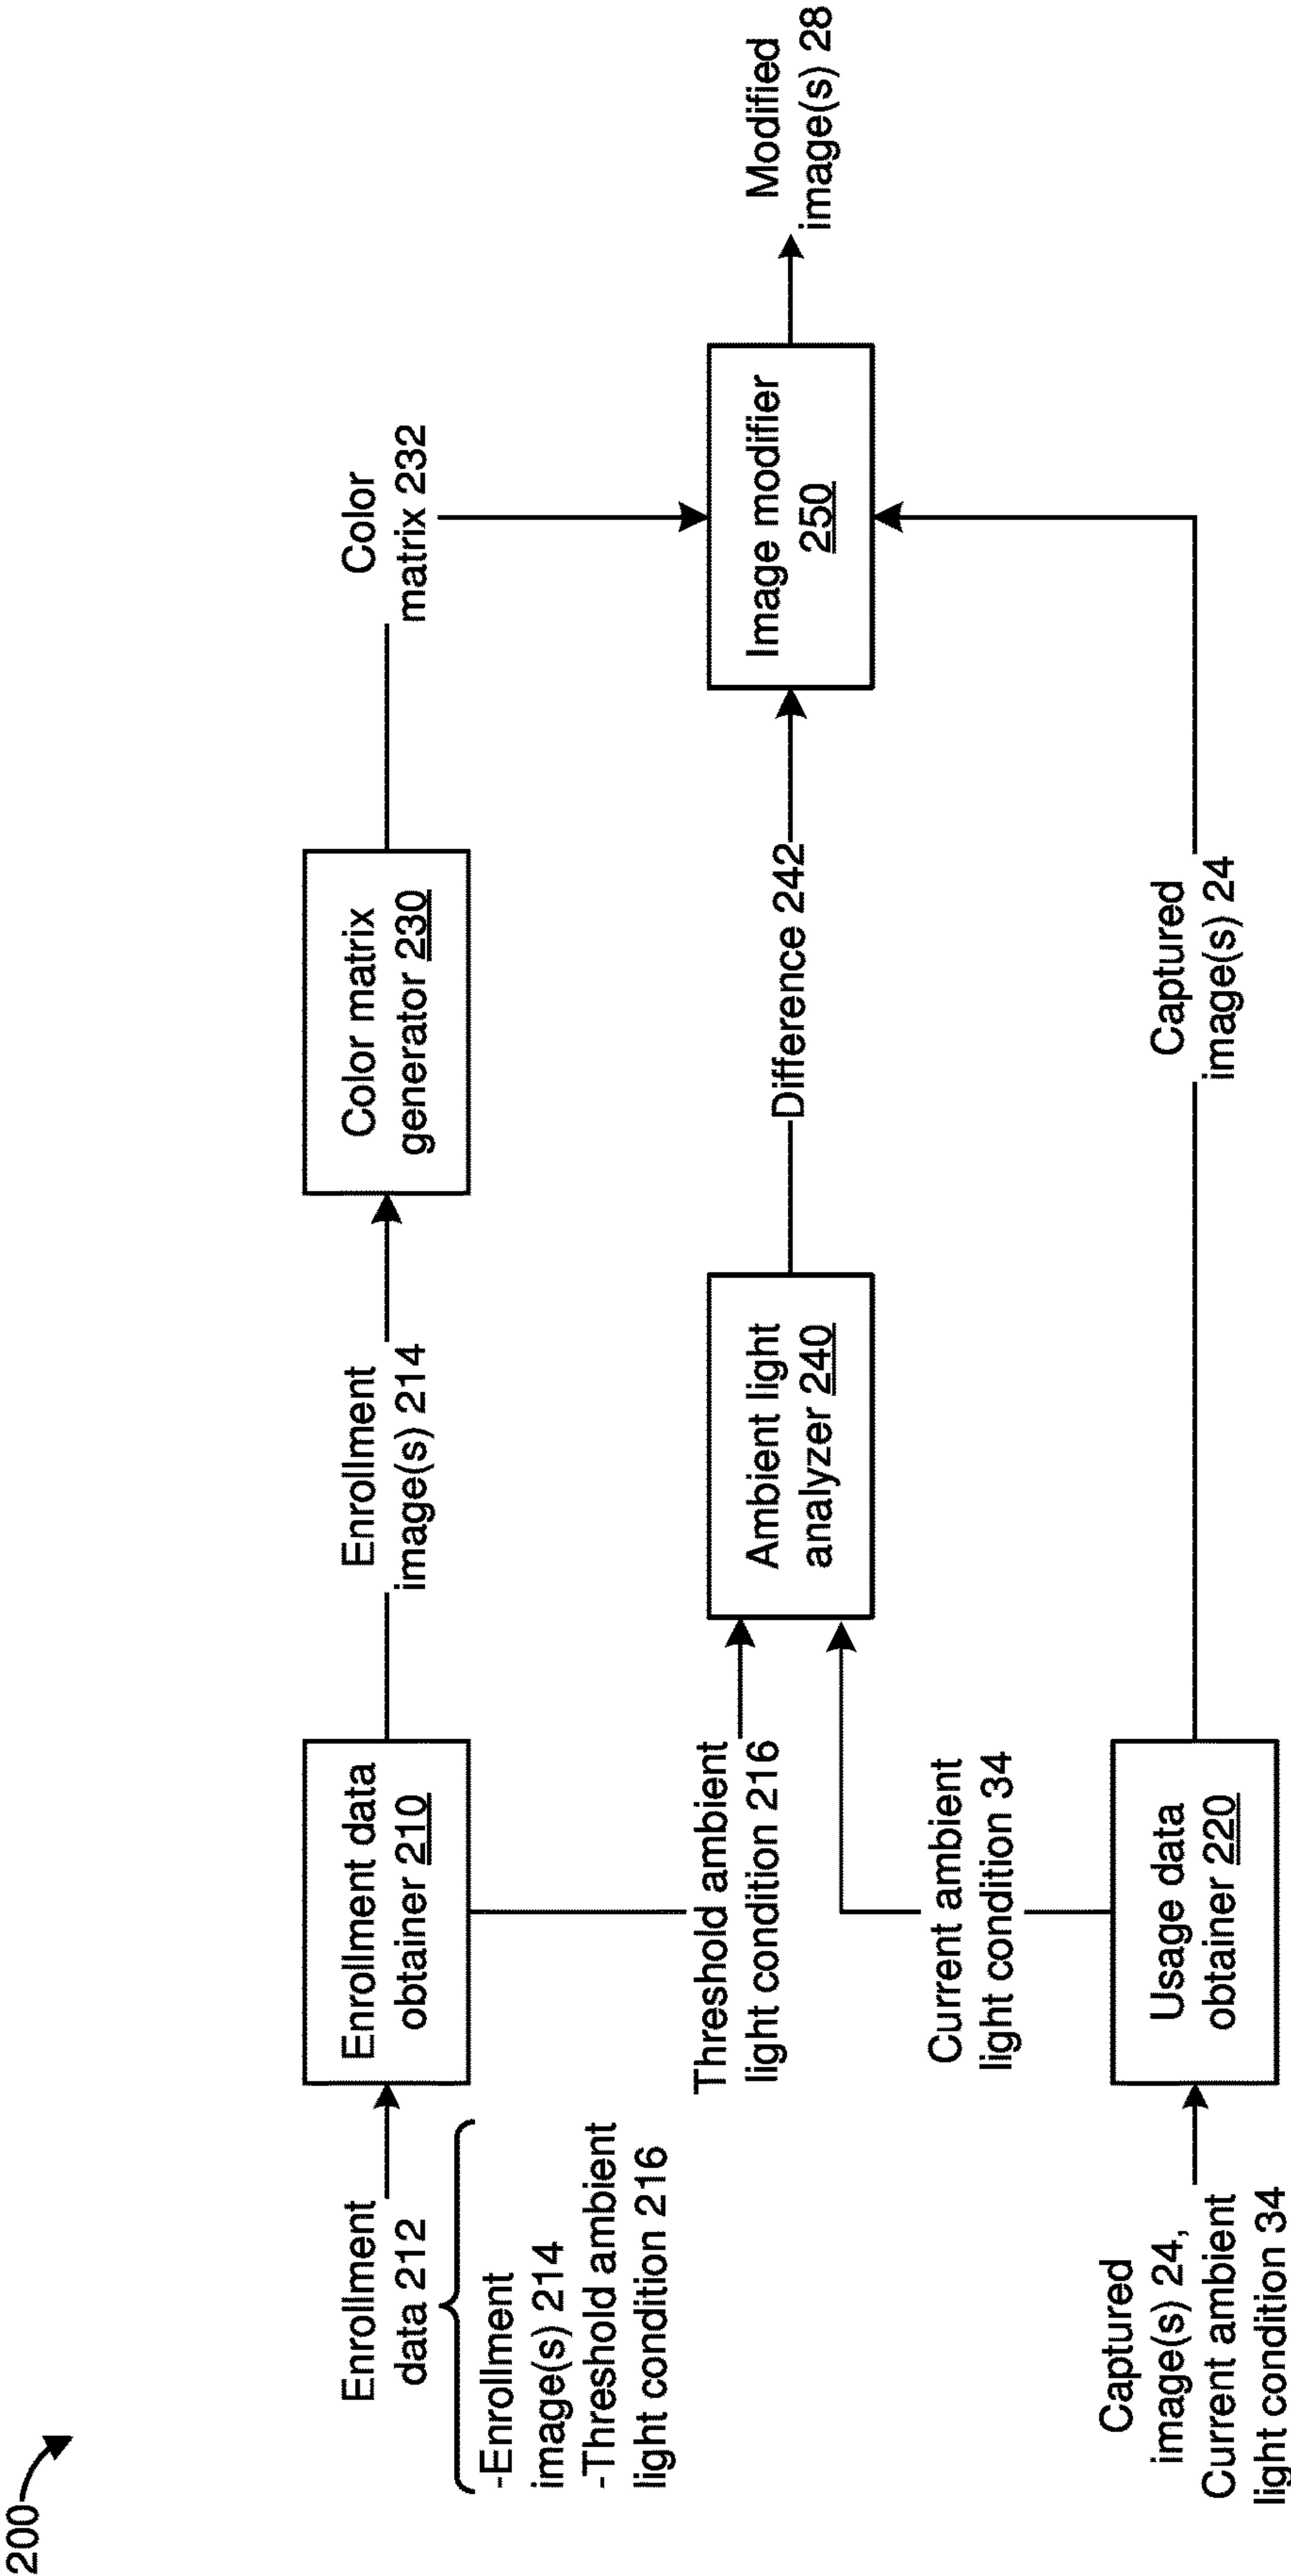 200
Enrollment
data 212
-Enrollment
image(s) 214
-Threshold ambient
light condition 216
Enrollment data
obtainer 210
Enrollment
image(s) 214
Color matrix
generator 230
Color
matrix 232
Threshold ambient
light condition 216
Current ambient
light condition 34
Ambient light
analyzer 240
Difference 242
Image modifier
250
Modified
image(s) 28
Captured
image(s) 24,
Current ambient
light condition 34
Usage data
obtainer 220
Captured
image(s) 24